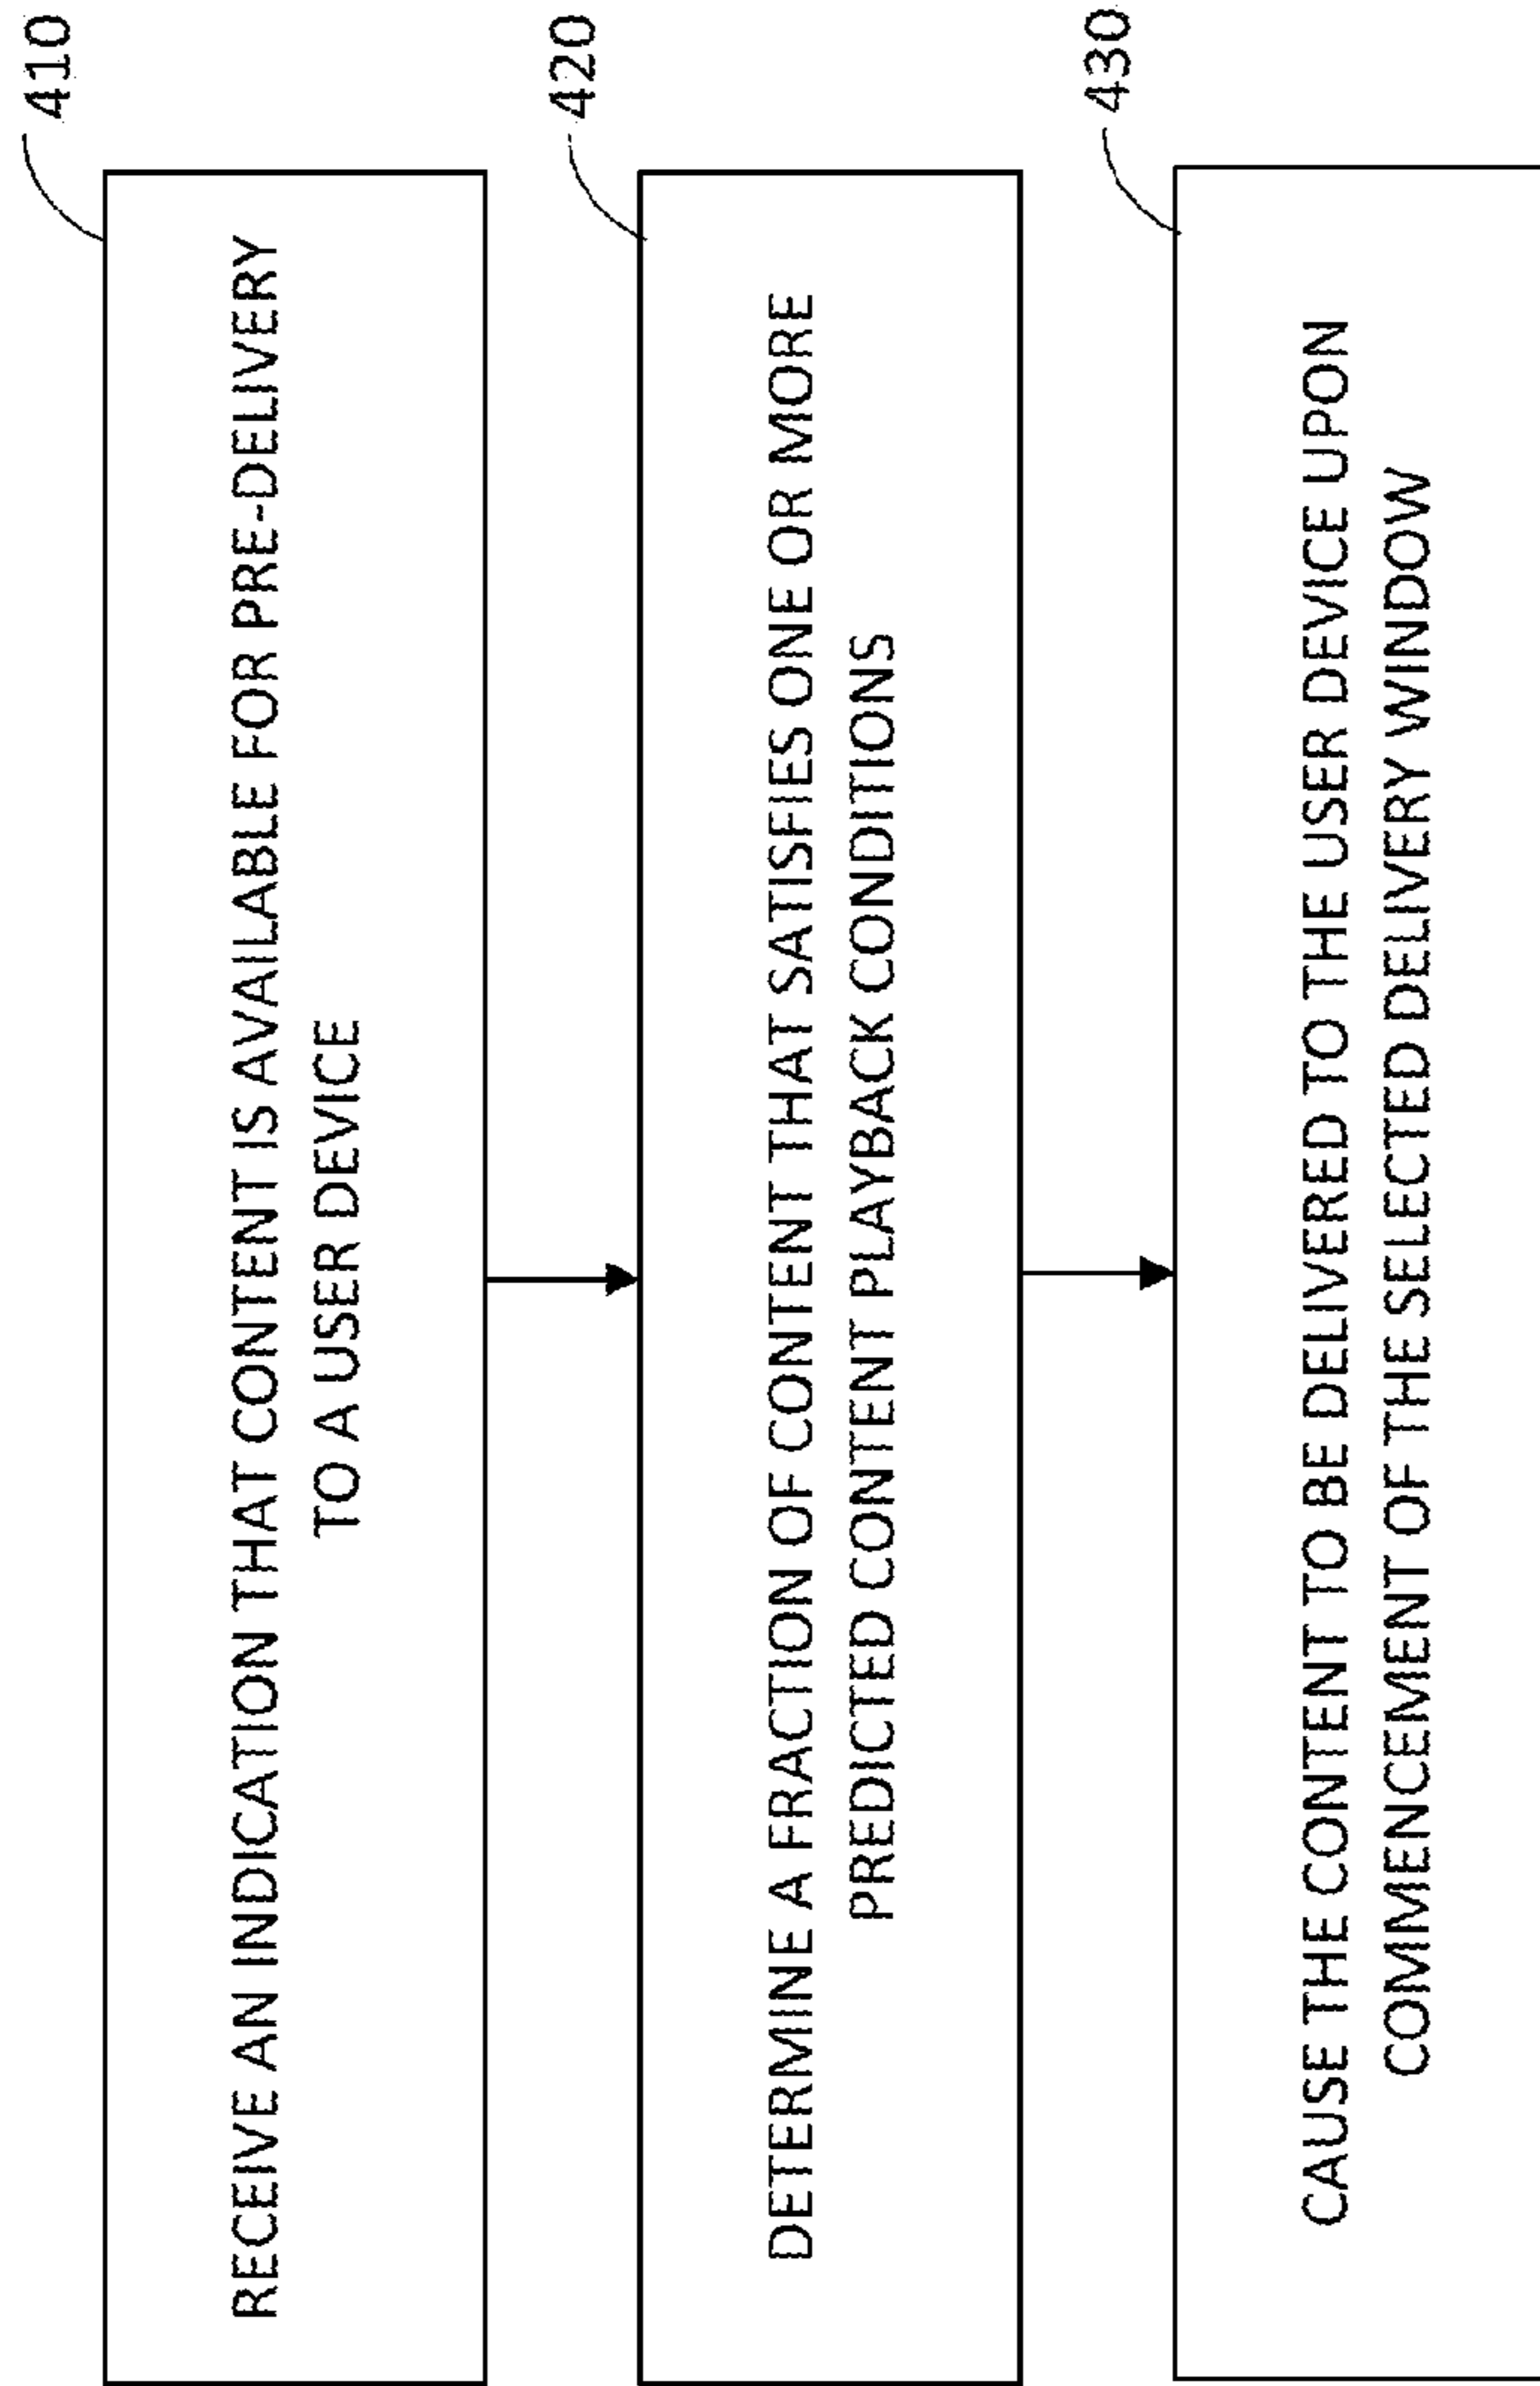 410
RECEIVE AN INDICATION THAT CONTENT IS AVAILABLE FOR PRE-DELIVERY
TO A USER DEVICE
420
DETERMINE A FRACTION OF CONTENT THAT SATISFIES ONE OR MORE
PREDICTED CONTENT PLAYBACK CONDITIONS
430
CAUSE THE CONTENT TO BE DELIVERED TO THE USER DEVICE UPON
COMMENCEMENT OF THE SELECTED DELIVERY WINDOW